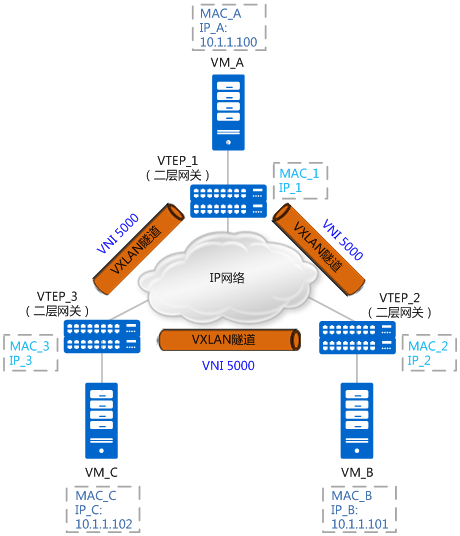 MAC_A
IP_A:
10.1.1.100
VM_A
VTEP_1
（二层网关）
MAC_1
IP_1
VNI 5000
VXLAN隧道
VNI 5000
VXLAN隧道
IP网络
VTEP_3
（二层网关）
VTEP_2
（二层网关）
MAC_3
IP_3
VXLAN隧道
VNI 5000
MAC_2
IP_2
VM_C
VM_B
MAC_C
IP_C:
10.1.1.102
MAC_B
IP_B:
10.1.1.101